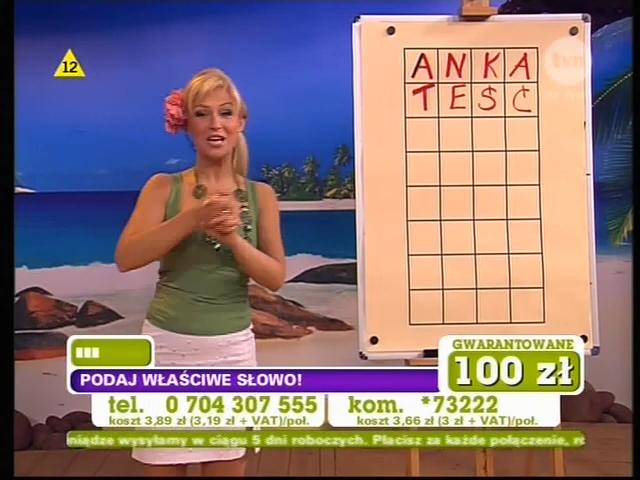 12
ANKA
TEŚĆ
tvn
GWARANTOWANE
100 zł
PODAJ WŁAŚCIWE SŁOWO!
tel. 0 704 307 555
koszt 3,89 zł (3,19 zł + VAT)/poł.
kom. *73222
koszt 3,66 zł (3 zł + VAT)/poł.
niądze wysyłamy w ciągu 5 dni roboczych. Płacisz za każde połączenie, ro